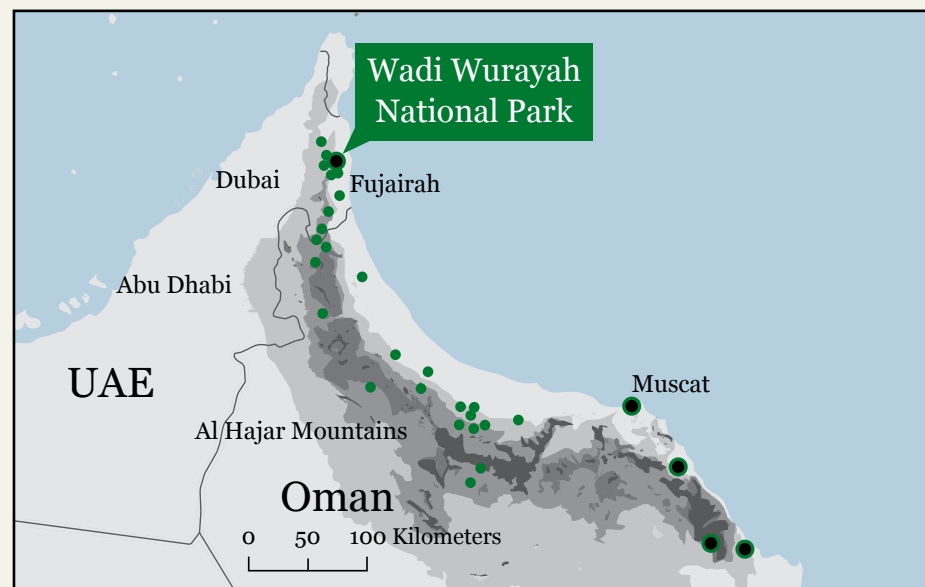 Wadi Wurayah
National Park
Dubai
Fujairah
Abu Dhabi
UAE
Muscat
Al Hajar Mountains
Oman
0 50 100 Kilometers